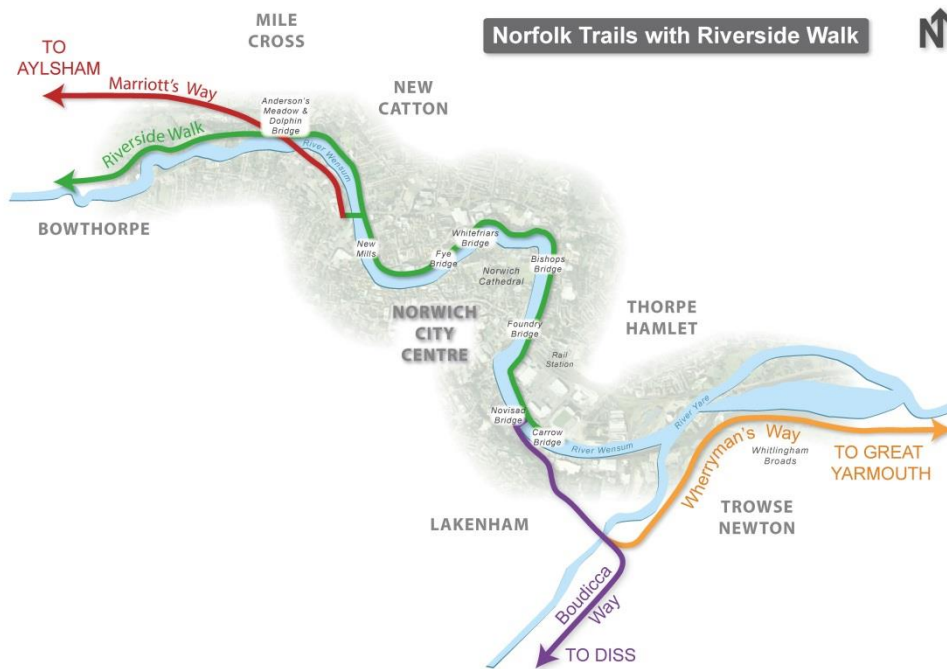 MILE
CROSS
Norfolk Trails with Riverside Walk
N
TO
AYLSHAM
Marriott's Way
NEW
CATTON
Anderson's
Meadow &
Dolphin
Bridge
Riverside Walk
River Wensum
BOWTHORPE
New
Mills
Fye
Bridge
Whitefriars
Bridge
Norwich
Cathedral
Bishops
Bridge
NORWICH
CITY
CENTRE
THORPE
HAMLET
Foundry
Bridge
Rail
Station
Novisad
Bridge
Carrow
Bridge
River Wensum
River Yare
Wherryman's Way
Whitlingham
Broads
TO GREAT
YARMOUTH
LAKENHAM
TROWSE
NEWTON
Boudicca
Way
TO DISS